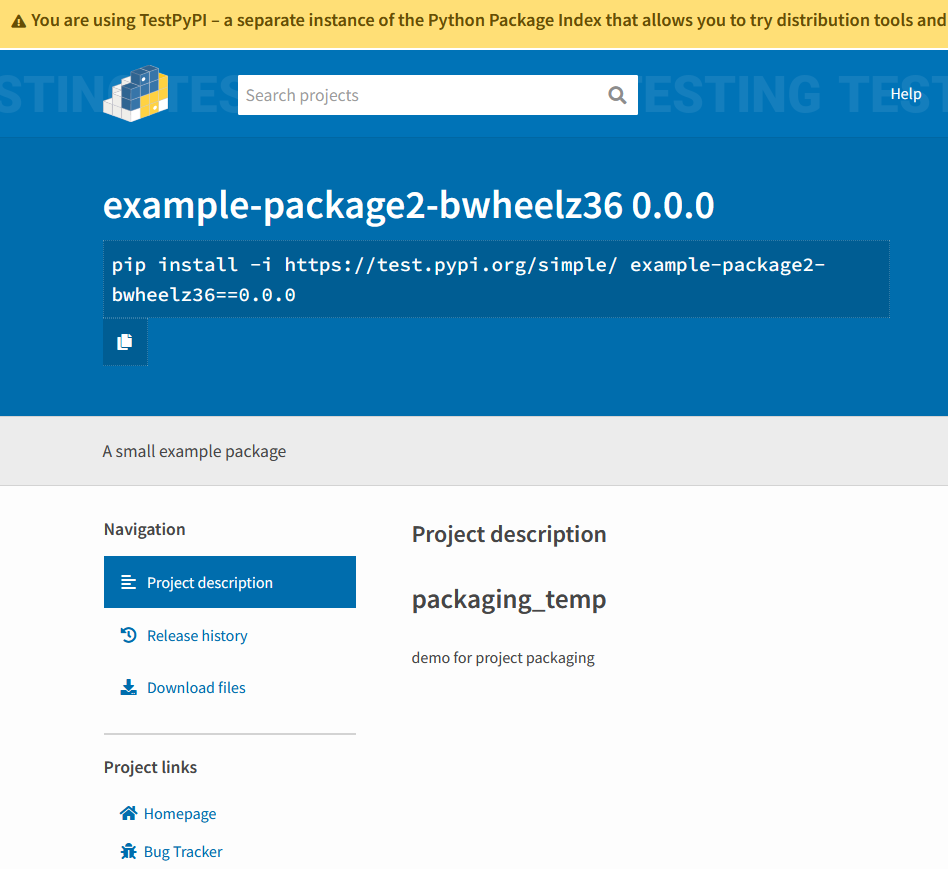 You are using TestPyPI – a separate instance of the Python Package Index that allows you to try distribution tools and
STING TES ESTING TEST
Search projects
Help
example-package2-bwheelz36 0.0.0
pip install -i https://test.pypi.org/simple/ example-package2-
bwheelz36==0.0.0
A small example package
Navigation
Project description
Release history
Download files
Project links
Homepage
Bug Tracker
Project description
packaging_temp
demo for project packaging